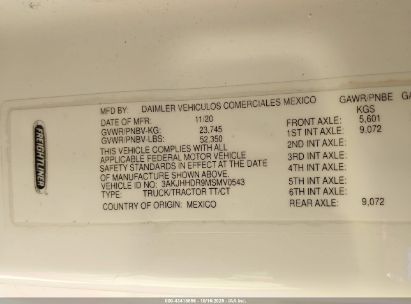 FREIGHTLINER
MFD BY: DAIMLER VEHICULOS COMERCIALES MEXICO
DATE OF MFR: 11/20
GVWR/PNBV-KG: 23,745
GVWR/PNBV-LBS: 52,350
THIS VEHICLE COMPLIES WITH ALL
APPLICABLE FEDERAL MOTOR VEHICLE
SAFETY STANDARDS IN EFFECT AT THE DATE
OF MANUFACTURE SHOWN ABOVE.
VEHICLE ID NO: 3AKJHHDR9MSMV0543
TYPE: TRUCK/TRACTOR TT/CT
COUNTRY OF ORIGIN: MEXICO
GAWR/PNBE GA
KGS
FRONT AXLE: 5,601
1ST INT AXLE: 9,072
2ND INT AXLE:
3RD INT AXLE:
4TH INT AXLE:
5TH INT AXLE:
6TH INT AXLE:
REAR AXLE: 9,072